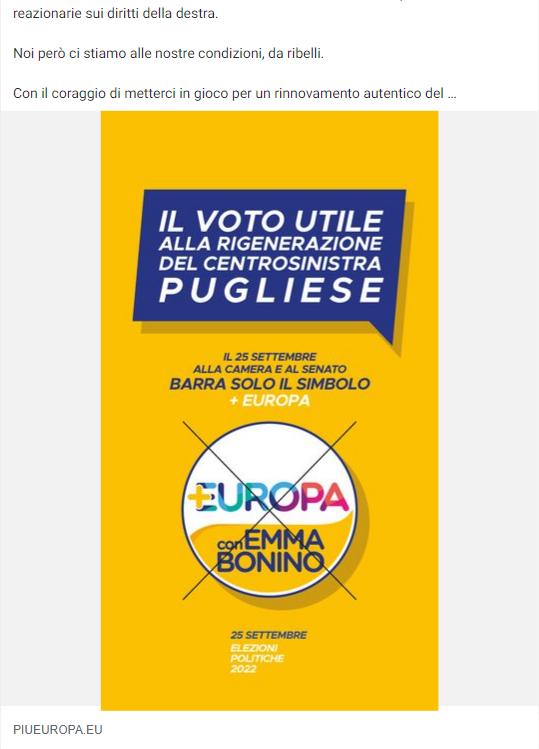 reazionarie sui diritti della destra.
Noi però ci stiamo alle nostre condizioni, da ribelli.
Con il coraggio di metterci in gioco per un rinnovamento autentico del ...
IL VOTO UTILE
ALLA RIGENERAZIONE
DEL CENTROSINISTRA
PUGLIESE
IL 25 SETTEMBRE
ALLA CAMERA E AL SENATO
BARRA SOLO IL SIMBOLO
+ EUROPA
+EUROPA
con EMMA
BONINO
25 SETTEMBRE
ELEZIONI
POLITICHE
2022
PIUEUROPA.EU